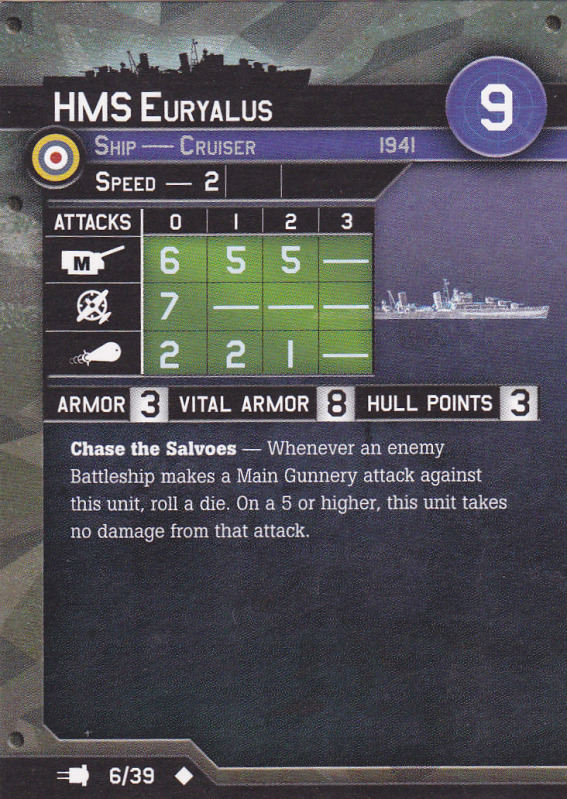 HMS Euryalus
9
Ship — Cruiser 1941
Speed — 2
ATTACKS 0 1 2 3
M 6 5 5 —
7 — — —
2 2 1 —
ARMOR 3 VITAL ARMOR 8 HULL POINTS 3
Chase the Salvoes — Whenever an enemy
Battleship makes a Main Gunnery attack against
this unit, roll a die. On a 5 or higher, this unit takes
no damage from that attack.
6/39